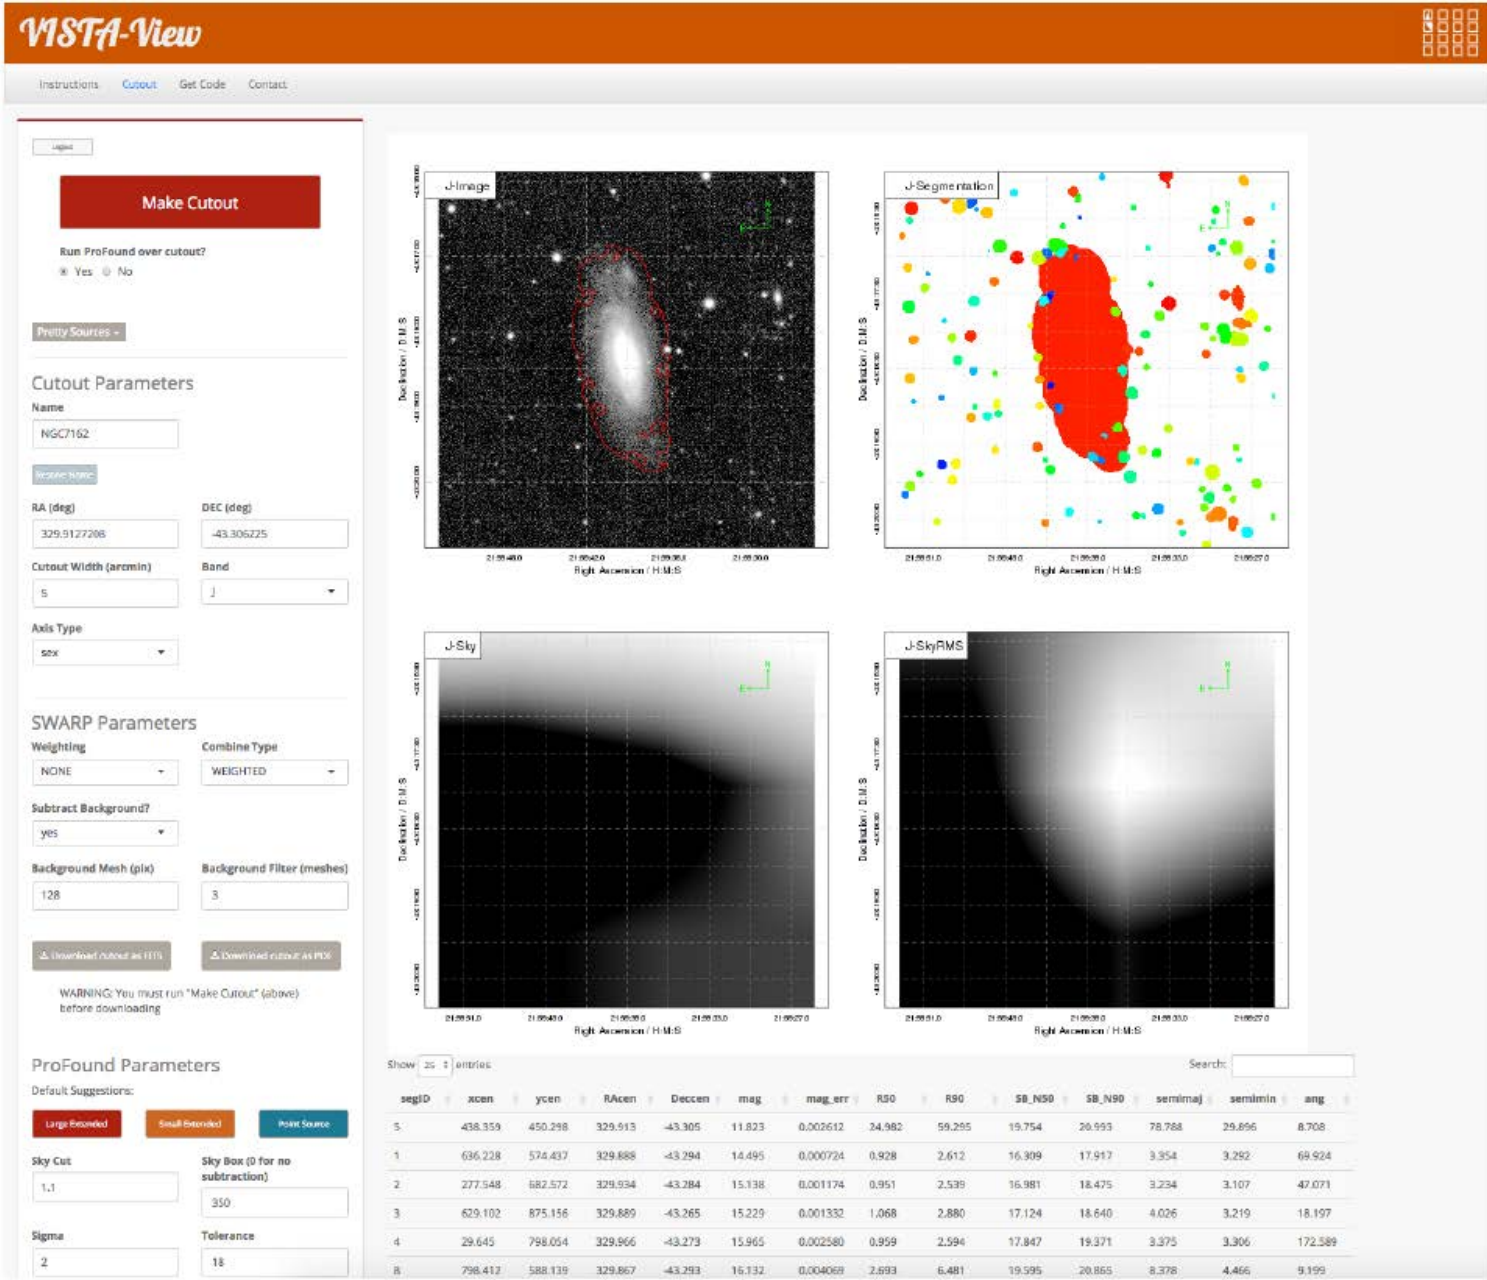 VISTA-View
Instructions Cutout Get Code Contact
Logout
Make Cutout
Run ProFound over cutout?
Yes No
Pretty Sources
Cutout Parameters
Name
NGC7162
Resolve Name
RA (deg) DEC (deg)
329.9127208 -43.306225
Cutout Width (arcmin) Band
5 J
Axis Type
sex
SWARP Parameters
Weighting Combine Type
NONE WEIGHTED
Subtract Background?
yes
Background Mesh (pix) Background Filter (meshes)
128 3
Download cutout as FITS Download cutout as PDF
WARNING: You must run "Make Cutout" (above)
before downloading
ProFound Parameters
Default Suggestions:
Large Extended Small Extended Point Source
Sky Cut Sky Box (0 for no
subtraction)
1.1 350
Sigma Tolerance
2 18
J-Image
N
E
Declination / D:M:S
Right Ascension / H:M:S
J-Segmentation
N
E
Declination / D:M:S
Right Ascension / H:M:S
J-Sky
N
E
Declination / D:M:S
Right Ascension / H:M:S
J-SkyRMS
N
E
Declination / D:M:S
Right Ascension / H:M:S
Show 25 entries Search:
segID xcen ycen RAcen Deccen mag mag_err R50 R90 SB_N50 SB_N90 semimaj semimin ang
5 438.359 450.298 329.913 -43.305 11.823 0.002612 24.982 59.295 19.754 20.993 78.788 29.896 8.708
1 636.228 574.437 329.888 -43.294 14.495 0.000724 0.928 2.612 16.309 17.917 3.354 3.292 69.924
2 277.548 682.572 329.934 -43.284 15.138 0.001174 0.951 2.539 16.981 18.475 3.234 3.107 47.071
3 629.102 875.156 329.889 -43.265 15.229 0.001332 1.068 2.880 17.124 18.640 4.026 3.219 18.197
4 29.645 798.054 329.966 -43.273 15.965 0.002580 0.959 2.594 17.847 19.371 3.375 3.306 172.589
8 798.412 588.139 329.867 -43.293 16.132 0.004069 2.693 6.481 19.595 20.865 8.378 4.466 9.199